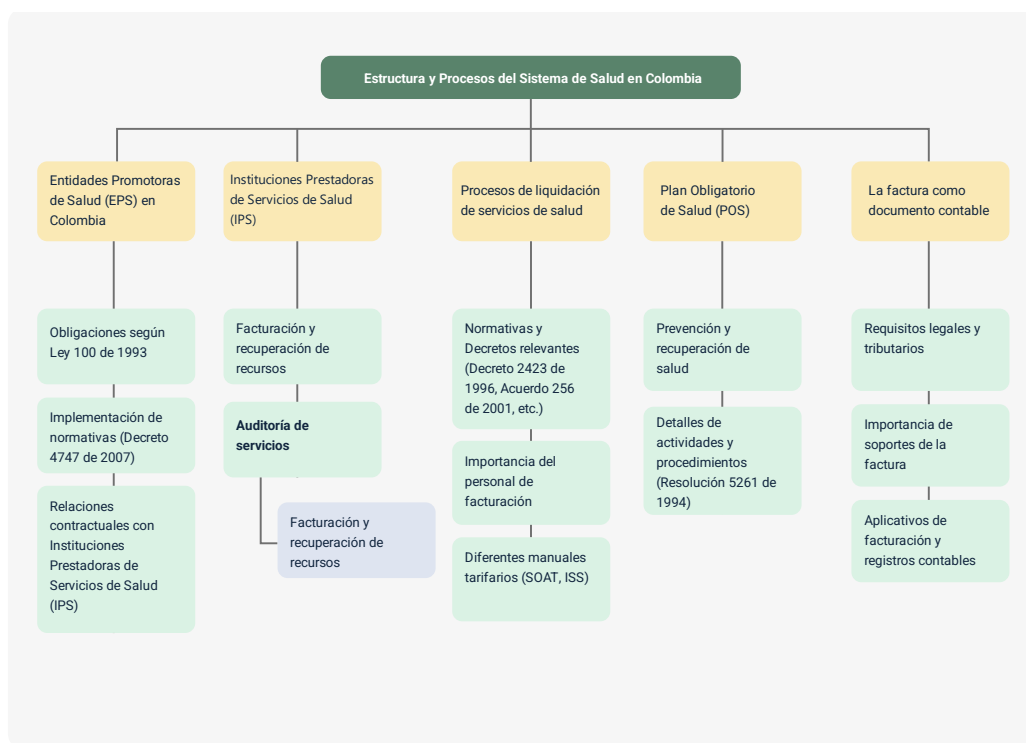 Estructura y Procesos del Sistema de Salud en Colombia
Entidades Promotoras
de Salud (EPS) en
Colombia
Obligaciones según
Ley 100 de 1993
Implementación de
normativas (Decreto
4747 de 2007)
Relaciones
contractuales con
Instituciones
Prestadoras de
Servicios de Salud
(IPS)
Instituciones Prestadoras
de Servicios de Salud
(IPS)
Facturación y
recuperación de
recursos
Auditoría de
servicios
Facturación y
recuperación de
recursos
Procesos de liquidación
de servicios de salud
Normativas y
Decretos relevantes
(Decreto 2423 de
1996, Acuerdo 256
de 2001, etc.)
Importancia del
personal de
facturación
Diferentes manuales
tarifarios (SOAT, ISS)
Plan Obligatorio
de Salud (POS)
Prevención y
recuperación de
salud
Detalles de
actividades y
procedimientos
(Resolución 5261 de
1994)
La factura como
documento contable
Requisitos legales y
tributarios
Importancia de
soportes de la
factura
Aplicativos de
facturación y
registros contables